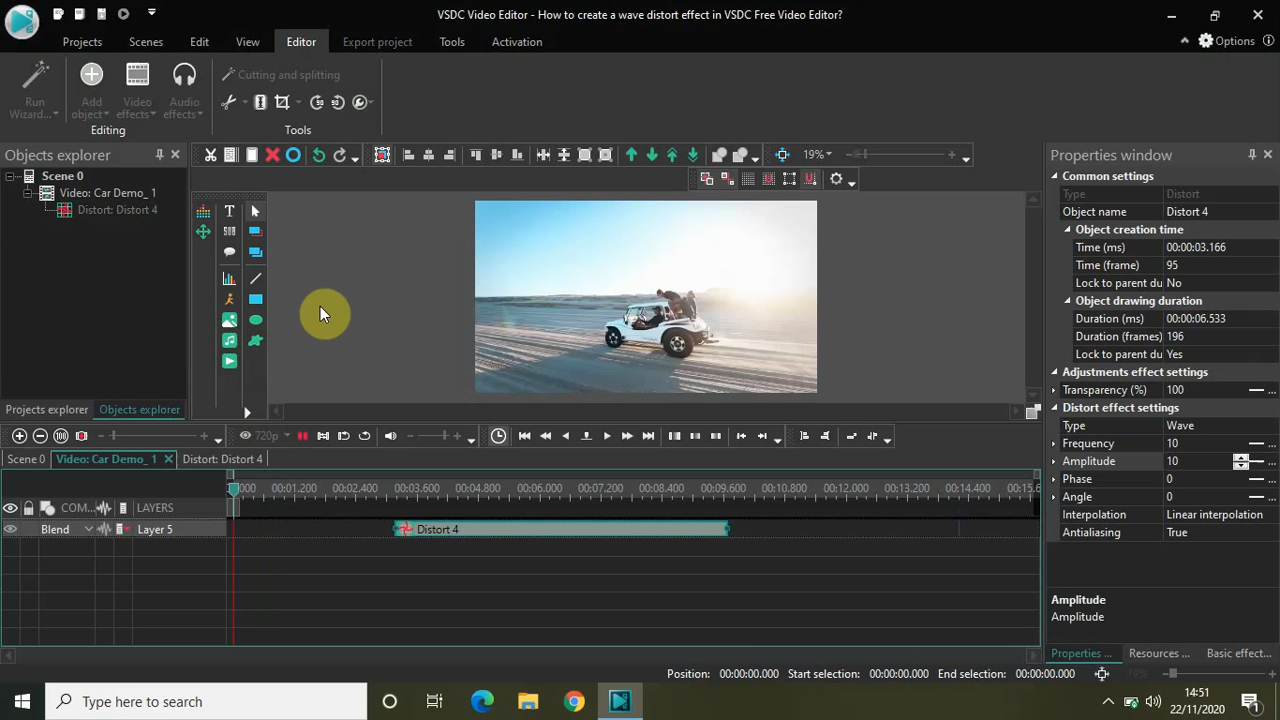 VSDC Video Editor - How to create a wave distort effect in VSDC Free Video Editor?
Projects Scenes Edit View Editor Export project Tools Activation Options
Run Wizard...
Add object
Video effects
Audio effects
Editing
Cutting and splitting
Tools
Objects explorer
Scene 0
Video: Car Demo_ 1
Distort: Distort 4
Projects explorer Objects explorer
19%
Properties window
Common settings
Type Distort
Object name Distort 4
Object creation time
Time (ms) 00:00:03.166
Time (frame) 95
Lock to parent du No
Object drawing duration
Duration (ms) 00:00:06.533
Duration (frames) 196
Lock to parent du Yes
Adjustments effect settings
Transparency (%) 100
Distort effect settings
Type Wave
Frequency 10
Amplitude 10
Phase 0
Angle 0
Interpolation Linear interpolation
Antialiasing True
Amplitude
Amplitude
Properties ... Resources ... Basic effect...
720p
Scene 0 Video: Car Demo_ 1 Distort: Distort 4
000 00:01.200 00:02.400 00:03.600 00:04.800 00:06.000 00:07.200 00:08.400 00:09.600 00:10.800 00:12.000 00:13.200 00:14.400 00:15.6
COM... LAYERS
Blend Layer 5 Distort 4
Position: 00:00:00.000 Start selection: 00:00:00.000 End selection: 00:00:00.000 19%
Type here to search
14:51
22/11/2020
1